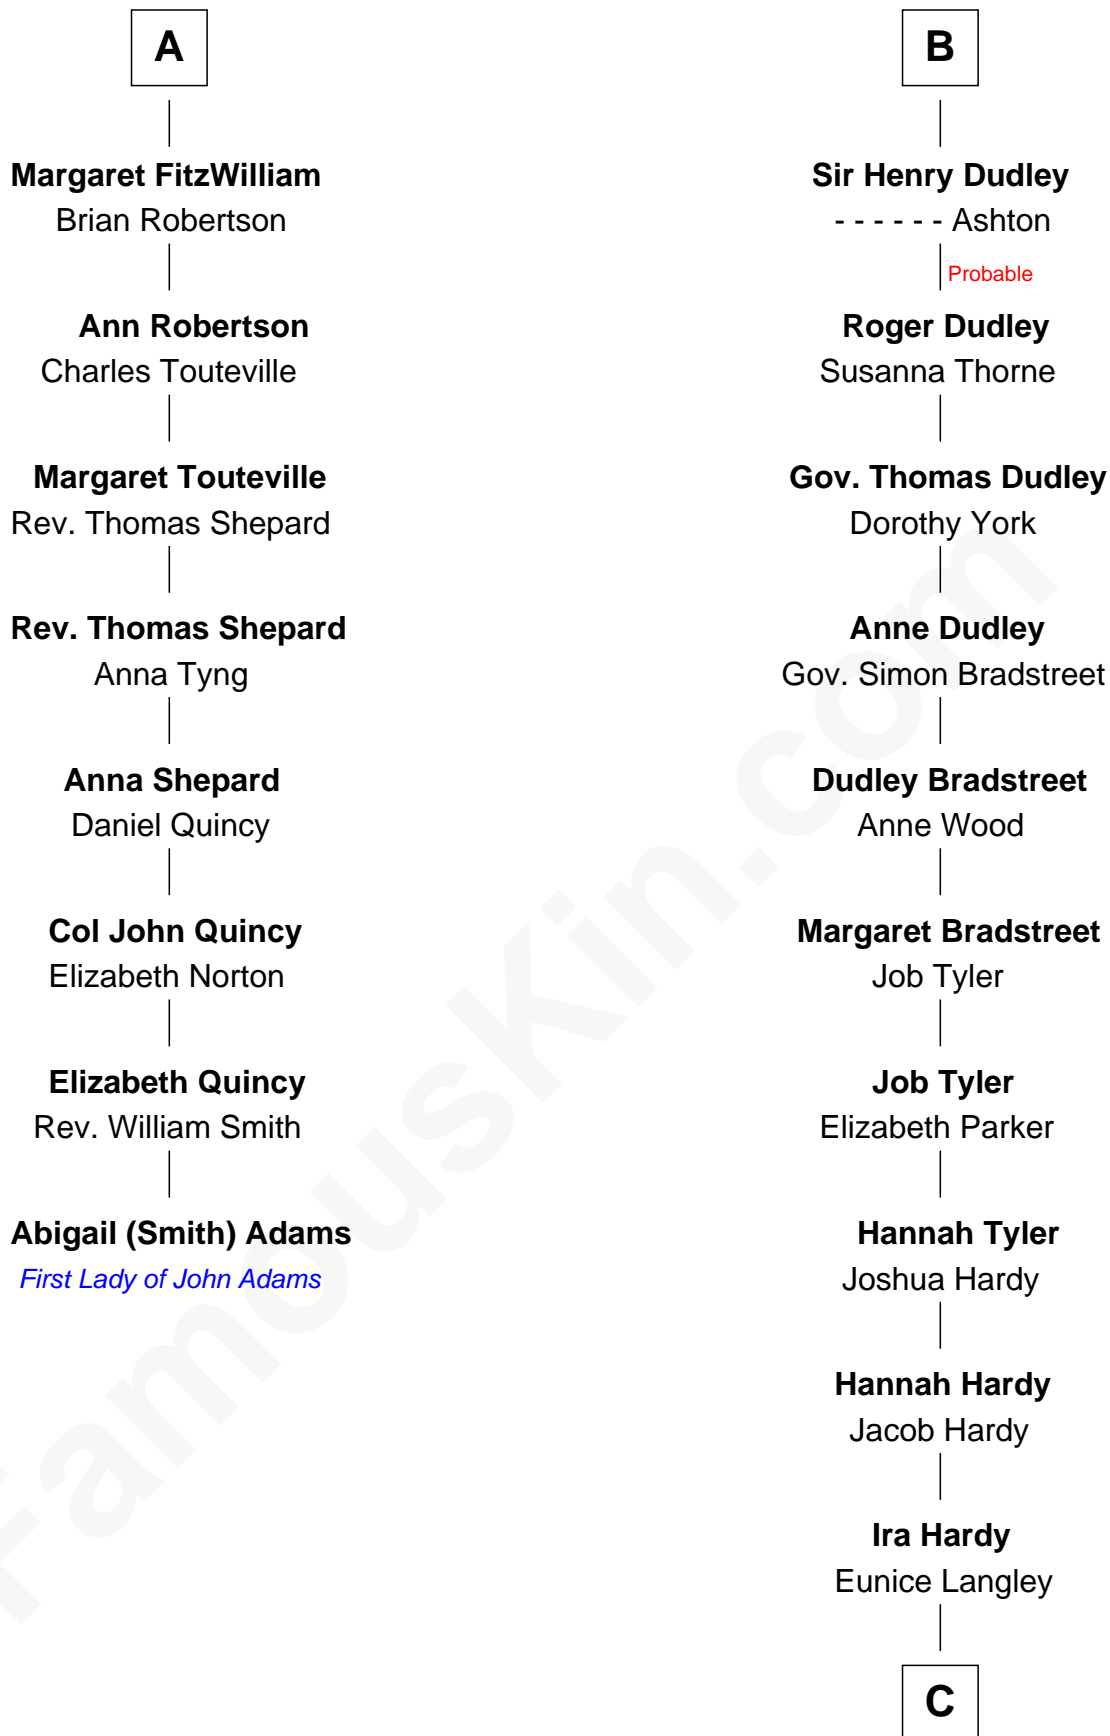 A
Margaret FitzWilliam
Brian Robertson
Ann Robertson
Charles Touteville
Margaret Touteville
Rev. Thomas Shepard
Rev. Thomas Shepard
Anna Tyng
Anna Shepard
Daniel Quincy
Col John Quincy
Elizabeth Norton
Elizabeth Quincy
Rev. William Smith
Abigail (Smith) Adams
First Lady of John Adams
B
Sir Henry Dudley
- - - - - - Ashton
Probable
Roger Dudley
Susanna Thorne
Gov. Thomas Dudley
Dorothy York
Anne Dudley
Gov. Simon Bradstreet
Dudley Bradstreet
Anne Wood
Margaret Bradstreet
Job Tyler
Job Tyler
Elizabeth Parker
Hannah Tyler
Joshua Hardy
Hannah Hardy
Jacob Hardy
Ira Hardy
Eunice Langley
C
FamousKin.com